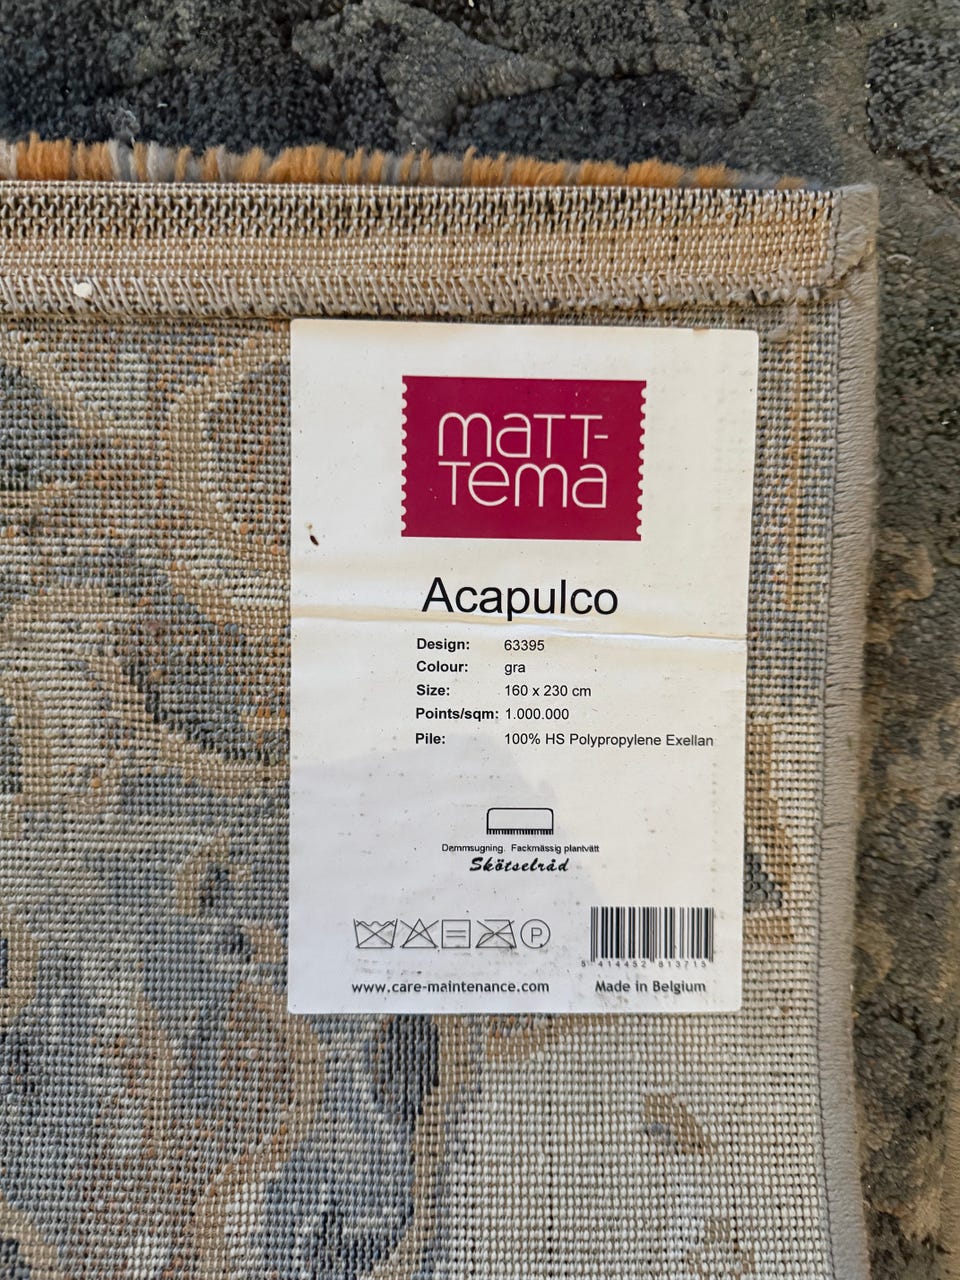 maTT-
Tema
Acapulco
Design: 63395
Colour: gra
Size: 160 x 230 cm
Points/sqm: 1.000.000
Pile: 100% HS Polypropylene Exellan
Dammsugning. Fackmässig plantvätt
Skötselråd
P
5 414452 813715
www.care-maintenance.com Made in Belgium